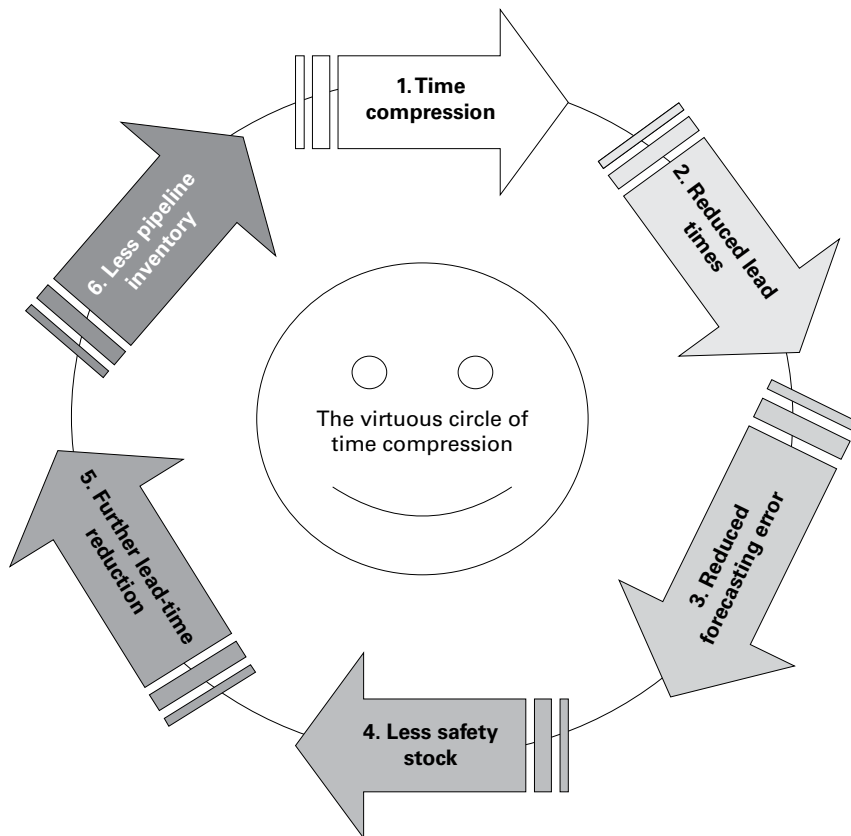 1. Time
compression
2. Reduced lead
times
3. Reduced
forecasting error
4. Less safety
stock
5. Further lead-time
reduction
6. Less pipeline
inventory
The virtuous circle of
time compression